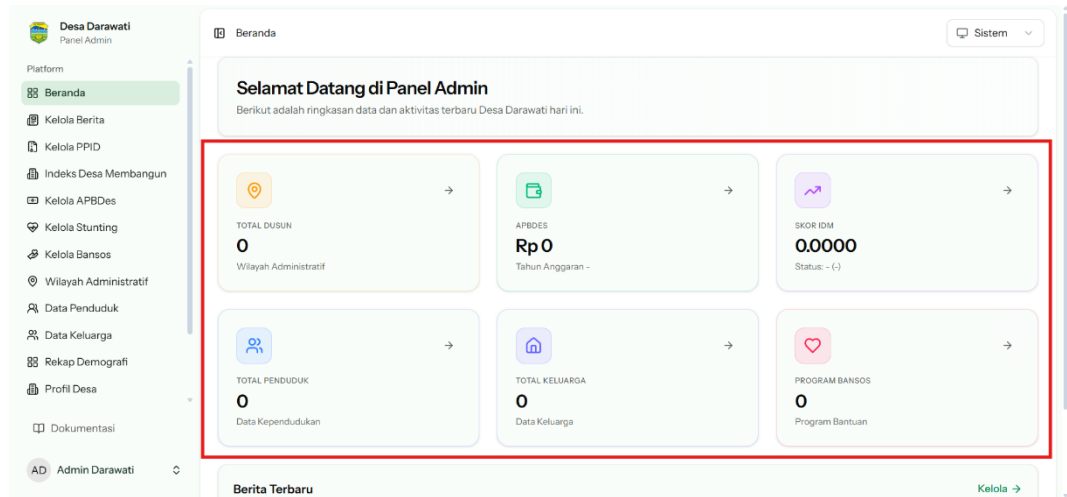 Desa Darawati
Panel Admin
Platform
Beranda
Kelola Berita
Kelola PPID
Indeks Desa Membangun
Kelola APBDes
Kelola Stunting
Kelola Bansos
Wilayah Administratif
Data Penduduk
Data Keluarga
Rekap Demografi
Profil Desa
Dokumentasi
AD Admin Darawati
Beranda
Sistem
Selamat Datang di Panel Admin
Berikut adalah ringkasan data dan aktivitas terbaru Desa Darawati hari ini.
TOTAL DUSUN
0
Wilayah Administratif
APBDES
Rp 0
Tahun Anggaran -
SKOR IDM
0.0000
Status: - (-)
TOTAL PENDUDUK
0
Data Kependudukan
TOTAL KELUARGA
0
Data Keluarga
PROGRAM BANSOS
0
Program Bantuan
Berita Terbaru
Kelola →